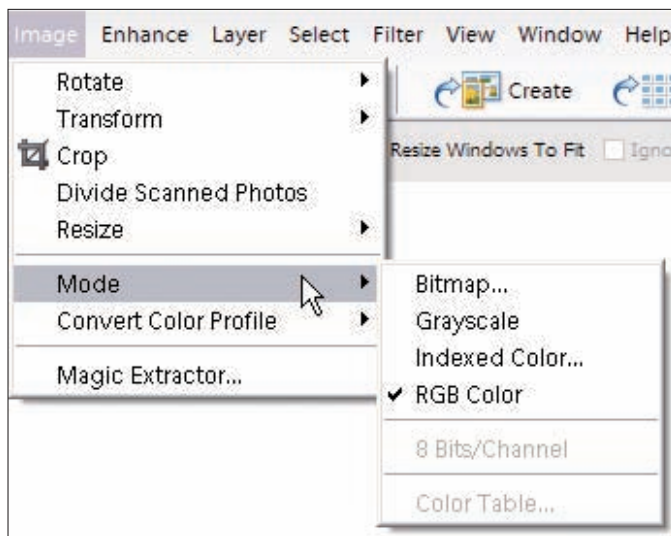 Image Enhance Layer Select Filter View Window Help
Rotate
Transform
Create
Crop
Resize Windows To Fit
Divide Scanned Photos
Resize
Mode
Bitmap...
Convert Color Profile
Grayscale
Indexed Color...
Magic Extractor...
RGB Color
8 Bits/Channel
Color Table...